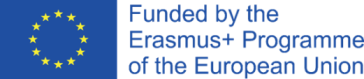 Funded by the
Erasmus+ Programme
of the European Union